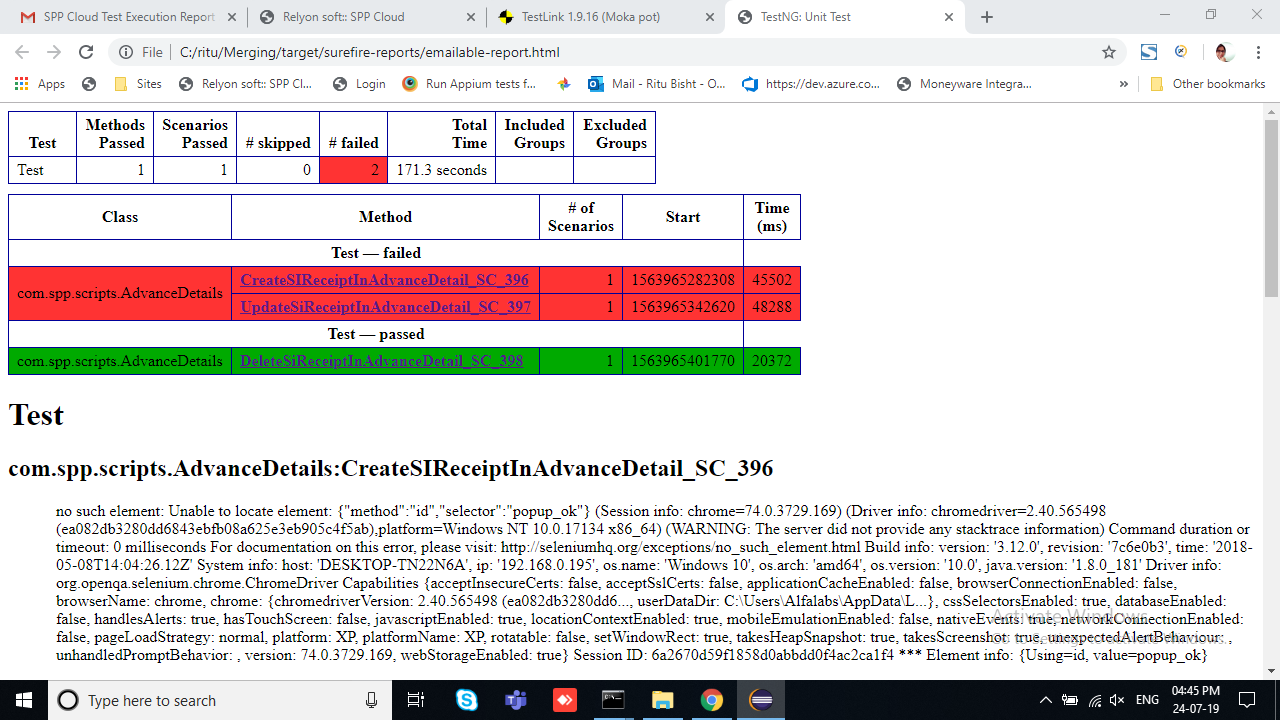 SPP Cloud Test Execution Report
Relyon soft:: SPP Cloud
TestLink 1.9.16 (Moka pot)
TestNG: Unit Test
File
C:/ritu/Merging/target/surefire-reports/emailable-report.html
Apps
Sites
Relyon soft:: SPP Cl...
Login
Run Appium tests f...
Mail - Ritu Bisht - O...
https://dev.azure.co...
Moneyware Integra...
»
Other bookmarks
Test Methods Passed Scenarios Passed # skipped # failed Total Time Included Groups Excluded Groups
Test 1 1 0 2 171.3 seconds
Class Method # of Scenarios Start Time (ms)
Test — failed
com.spp.scripts.AdvanceDetails CreateSIReceiptInAdvanceDetail_SC_396 1 1563965282308 45502
UpdateSiReceiptInAdvanceDetail_SC_397 1 1563965342620 48288
Test — passed
com.spp.scripts.AdvanceDetails DeleteSiReceiptInAdvanceDetail_SC_398 1 1563965401770 20372
Test
com.spp.scripts.AdvanceDetails:CreateSIReceiptInAdvanceDetail_SC_396
no such element: Unable to locate element: {"method":"id","selector":"popup_ok"} (Session info: chrome=74.0.3729.169) (Driver info: chromedriver=2.40.565498
(ea082db3280dd6843ebfb08a625e3eb905c4f5ab),platform=Windows NT 10.0.17134 x86_64) (WARNING: The server did not provide any stacktrace information) Command duration or
timeout: 0 milliseconds For documentation on this error, please visit: http://seleniumhq.org/exceptions/no_such_element.html Build info: version: '3.12.0', revision: '7c6e0b3', time: '2018-
05-08T14:04:26.12Z' System info: host: 'DESKTOP-TN22N6A', ip: '192.168.0.195', os.name: 'Windows 10', os.arch: 'amd64', os.version: '10.0', java.version: '1.8.0_181' Driver info:
org.openqa.selenium.chrome.ChromeDriver Capabilities {acceptInsecureCerts: false, acceptSslCerts: false, applicationCacheEnabled: false, browserConnectionEnabled: false,
browserName: chrome, chrome: {chromedriverVersion: 2.40.565498 (ea082db3280dd6..., userDataDir: C:\Users\Alfalabs\AppData\L...}, cssSelectorsEnabled: true, databaseEnabled:
false, handlesAlerts: true, hasTouchScreen: false, javascriptEnabled: true, locationContextEnabled: true, mobileEmulationEnabled: false, nativeEvents: true, networkConnectionEnabled:
false, pageLoadStrategy: normal, platform: XP, platformName: XP, rotatable: false, setWindowRect: true, takesHeapSnapshot: true, takesScreenshot: true, unexpectedAlertBehaviour: ,
unhandledPromptBehavior: , version: 74.0.3729.169, webStorageEnabled: true} Session ID: 6a2670d59f1858d0abbdd0f4ac2ca1f4 *** Element info: {Using=id, value=popup_ok}
Activate Windows
Go to Settings to activate Windows.
Type here to search
ENG
04:45 PM
24-07-19